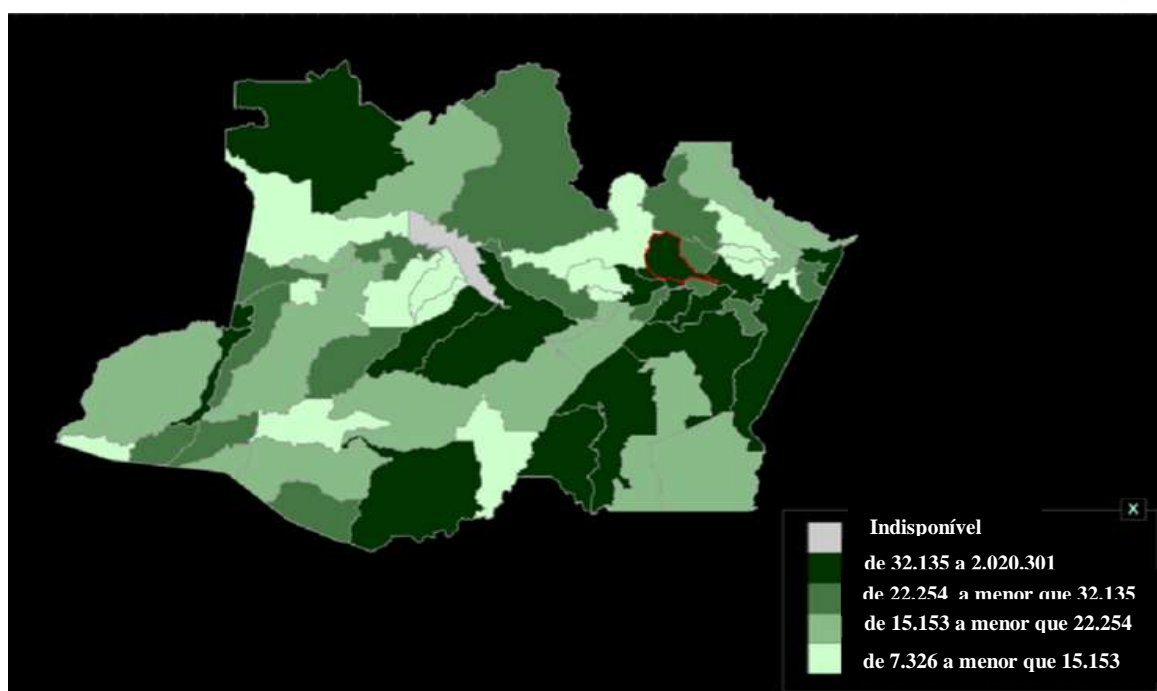 Indisponível
de 32.135 a 2.020.301
de 22.254 a menor que 32.135
de 15.153 a menor que 22.254
de 7.326 a menor que 15.153